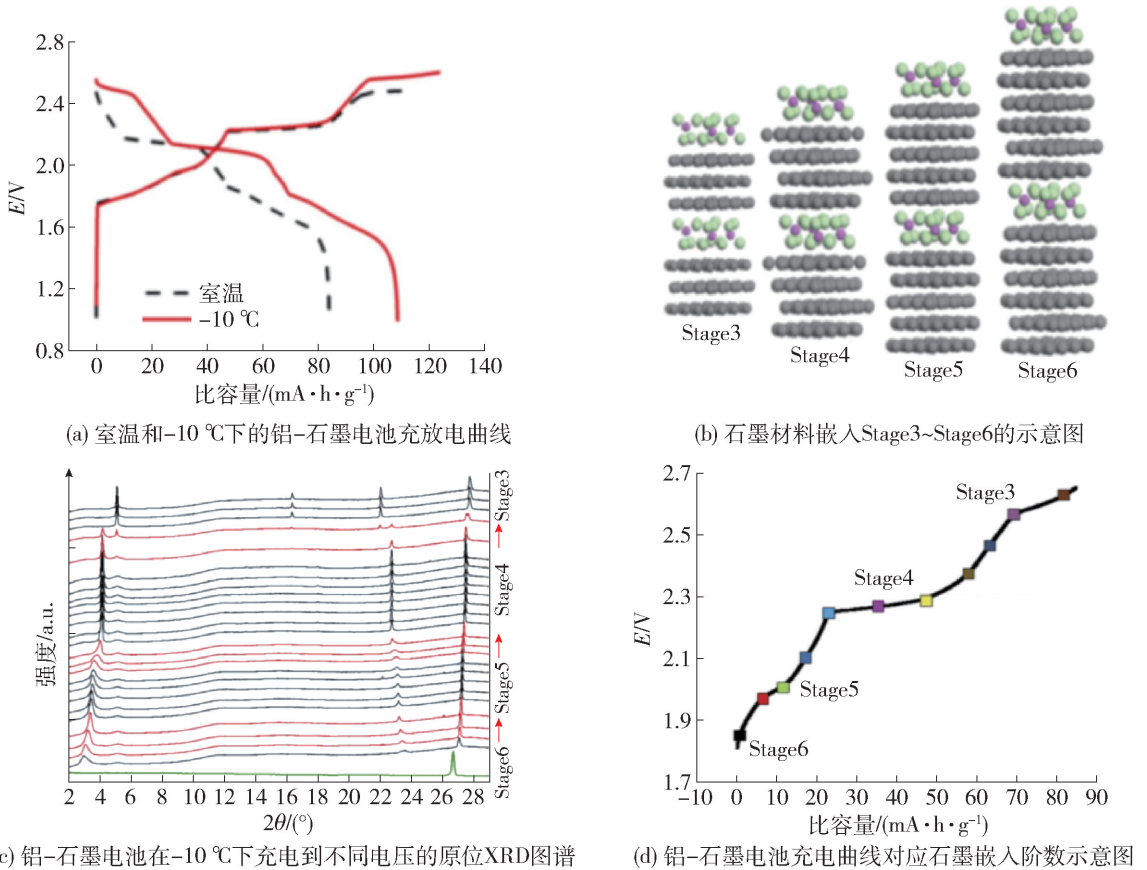 2.8
2.4
2.0
1.6
1.2
0.8
E/V
室温
-10 ℃
0 20 40 60 80 100 120 140
比容量/(mA·h·g⁻¹)
(a) 室温和-10 ℃下的铝-石墨电池充放电曲线
Stage3
Stage4
Stage5
Stage6
(b) 石墨材料嵌入Stage3~Stage6的示意图
强度/a.u.
Stage6
Stage5
Stage4
Stage3
2 4 6 8 10 12 14 16 18 20 22 24 26 28
2θ/(°)
c) 铝-石墨电池在-10 ℃下充电到不同电压的原位XRD图谱
2.7
2.5
2.3
2.1
1.9
1.7
E/V
Stage3
Stage4
Stage5
Stage6
-10 0 10 20 30 40 50 60 70 80 90
比容量/(mA·h·g⁻¹)
(d) 铝-石墨电池充电曲线对应石墨嵌入阶数示意图